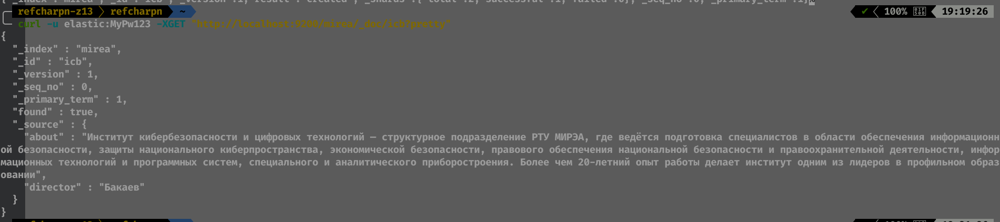 {"_index":"mirea","_id":"icb","_version":1,"result":"created","_shards":{"total":2,"successful":1,"failed":0},"_seq_no":0,"_primary_term":1}%
refcharpn-z13 refcharpn ~ ✔ 100% 19:19:26
curl -u elastic:MyPw123 -XGET "http://localhost:9200/mirea/_doc/icb?pretty"
{
"_index" : "mirea",
"_id" : "icb",
"_version" : 1,
"_seq_no" : 0,
"_primary_term" : 1,
"found" : true,
"_source" : {
"about" : "Институт кибербезопасности и цифровых технологий — структурное подразделение РТУ МИРЭА, где ведётся подготовка специалистов в области обеспечения информационн
ой безопасности, защиты национального киберпространства, экономической безопасности, правового обеспечения национальной безопасности и правоохранительной деятельности, инфор
мационных технологий и программных систем, специального и аналитического приборостроения. Более чем 20-летний опыт работы делает институт одним из лидеров в профильном образ
овании",
"director" : "Бакаев"
}
}